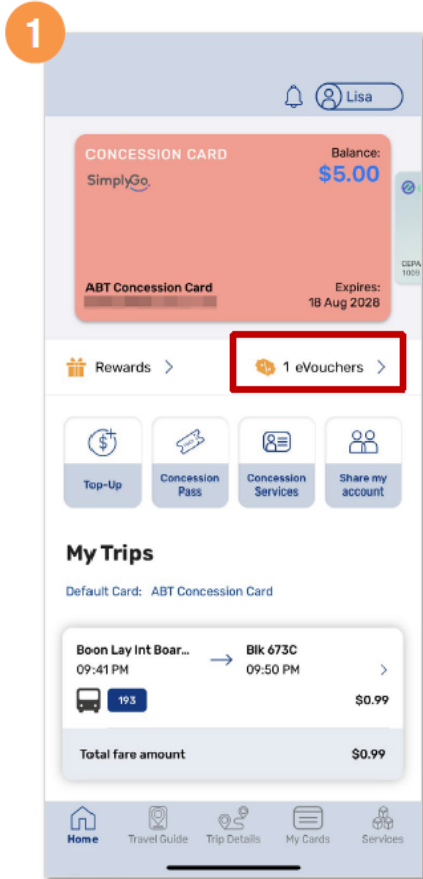 1
Lisa
CONCESSION CARD
Balance:
SimplyGo.
$5.00
CEPA
1009
ABT Concession Card
Expires:
18 Aug 2028
Rewards >
1 eVouchers >
Top-Up
Concession
Pass
Concession
Services
Share my
account
My Trips
Default Card: ABT Concession Card
Boon Lay Int Boar... → Blk 673C
09:41 PM 09:50 PM >
193 $0.99
Total fare amount $0.99
Home Travel Guide Trip Details My Cards Services